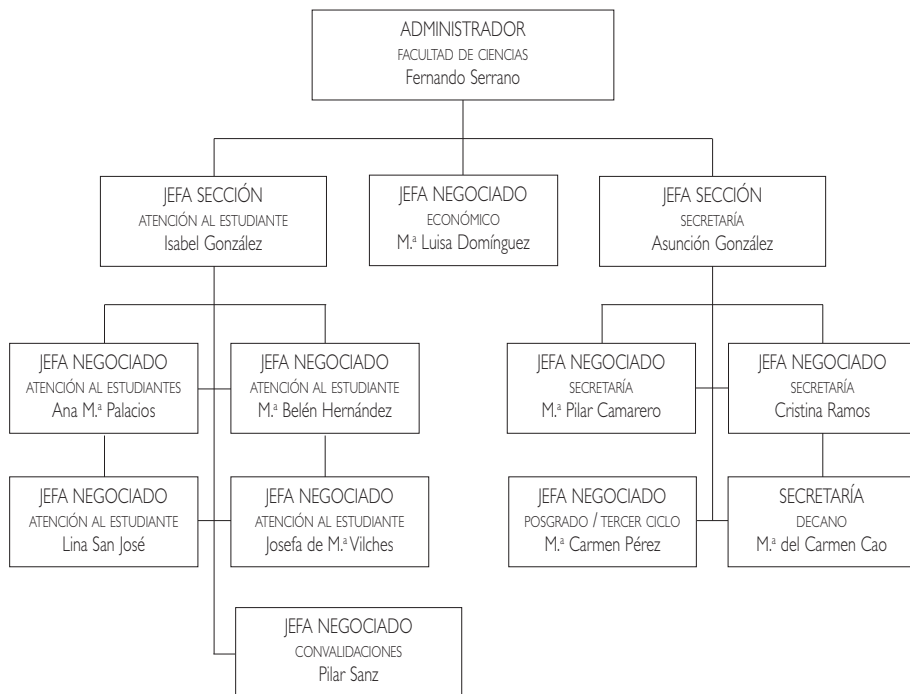 ADMINISTRADOR
FACULTAD DE CIENCIAS
Fernando Serrano
JEFA SECCIÓN
ATENCIÓN AL ESTUDIANTE
Isabel González
JEFA NEGOCIADO
ECONÓMICO
M.ª Luisa Domínguez
JEFA SECCIÓN
SECRETARÍA
Asunción González
JEFA NEGOCIADO
ATENCIÓN AL ESTUDIANTES
Ana M.ª Palacios
JEFA NEGOCIADO
ATENCIÓN AL ESTUDIANTE
M.ª Belén Hernández
JEFA NEGOCIADO
SECRETARÍA
M.ª Pilar Camarero
JEFA NEGOCIADO
SECRETARÍA
Cristina Ramos
JEFA NEGOCIADO
ATENCIÓN AL ESTUDIANTE
Lina San José
JEFA NEGOCIADO
ATENCIÓN AL ESTUDIANTE
Josefa de M.ª Vilches
JEFA NEGOCIADO
POSGRADO / TERCER CICLO
M.ª Carmen Pérez
SECRETARÍA
DECANO
M.ª del Carmen Cao
JEFA NEGOCIADO
CONVALIDACIONES
Pilar Sanz